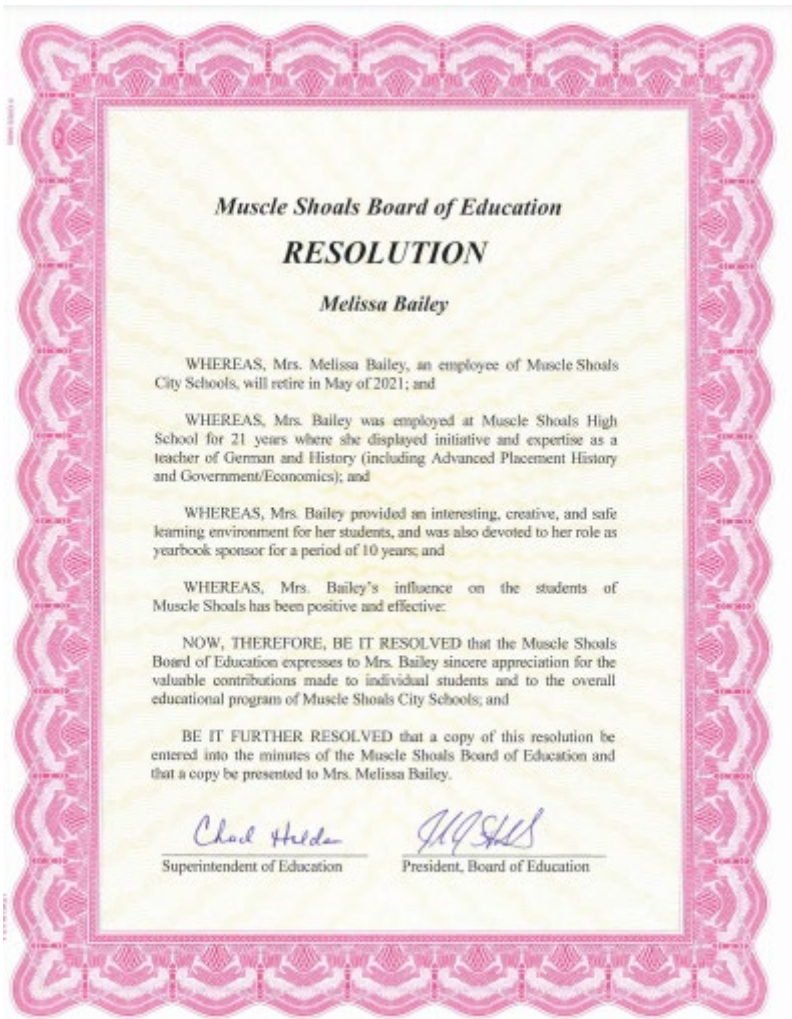 Muscle Shoals Board of Education
RESOLUTION
Melissa Bailey
WHEREAS, Mrs. Melissa Bailey, an employee of Muscle Shoals
City Schools, will retire in May of 2021; and
WHEREAS, Mrs. Bailey was employed at Muscle Shoals High
School for 21 years where she displayed initiative and expertise as a
teacher of German and History (including Advanced Placement History
and Government/Economics); and
WHEREAS, Mrs. Bailey provided an interesting, creative, and safe
learning environment for her students, and was also devoted to her role as
yearbook sponsor for a period of 10 years; and
WHEREAS, Mrs. Bailey's influence on the students of
Muscle Shoals has been positive and effective:
NOW, THEREFORE, BE IT RESOLVED that the Muscle Shoals
Board of Education expresses to Mrs. Bailey sincere appreciation for the
valuable contributions made to individual students and to the overall
educational program of Muscle Shoals City Schools; and
BE IT FURTHER RESOLVED that a copy of this resolution be
entered into the minutes of the Muscle Shoals Board of Education and
that a copy be presented to Mrs. Melissa Bailey.
Chad Holden
Superintendent of Education
President, Board of Education